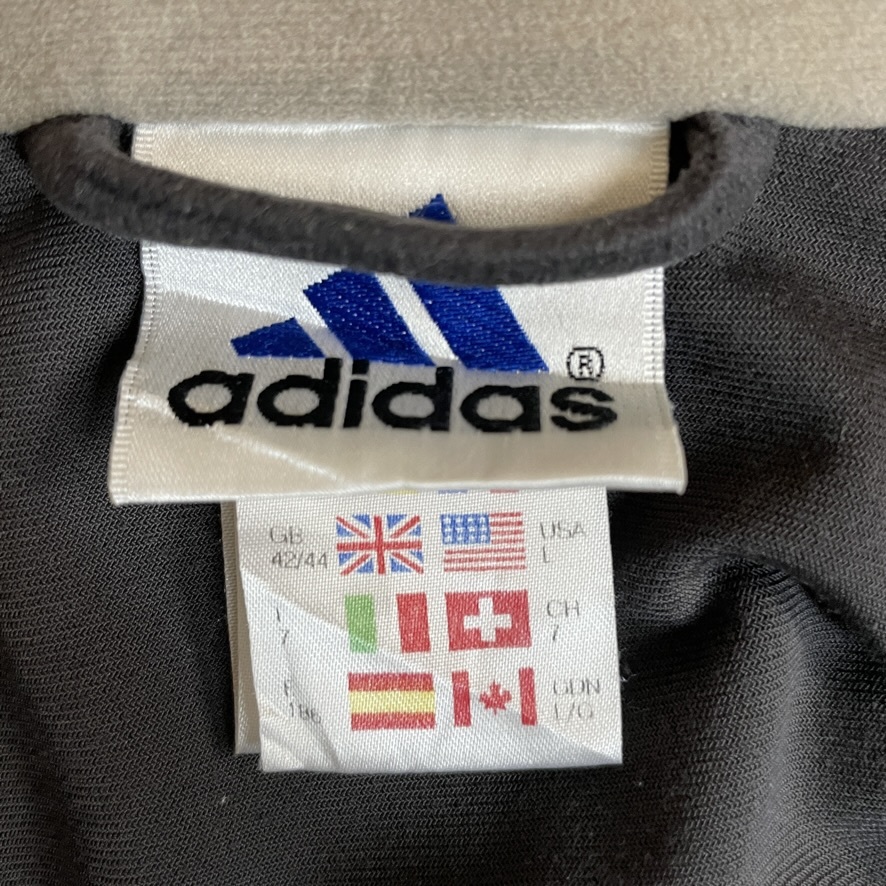 adidas®
GB USA
42/44 L
I CH
7 7
E CDN
186 L/G